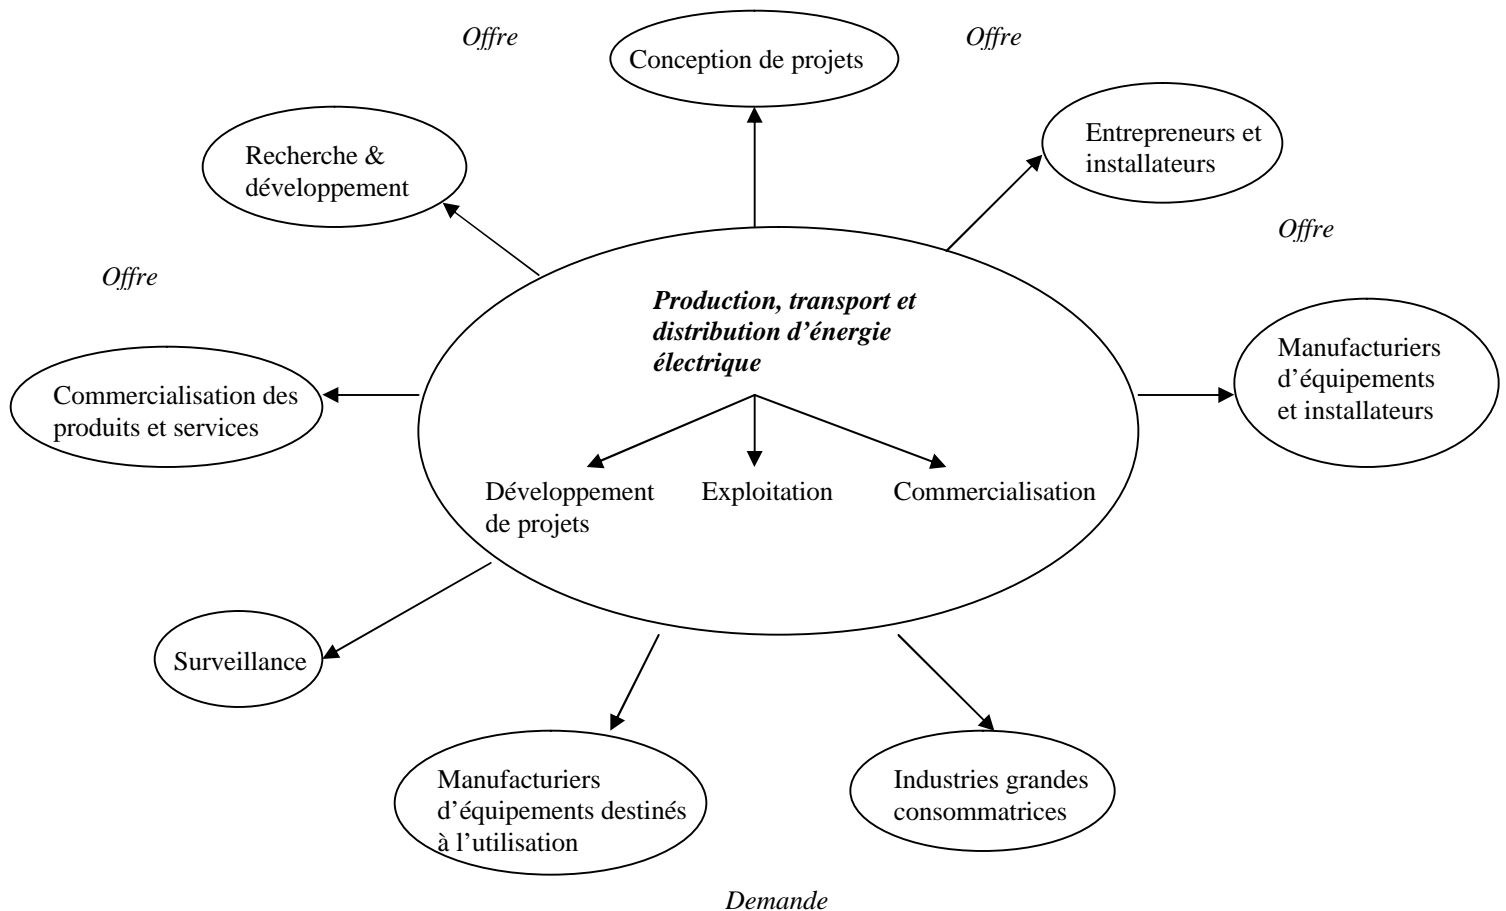 Offre
Conception de projets
Offre
Entrepreneurs et
installateurs
Recherche &
développement
Offre
Offre
Production, transport et
distribution d’énergie
électrique
Manufacturiers
d’équipements
et installateurs
Commercialisation des
produits et services
Développement
de projets
Exploitation
Commercialisation
Surveillance
Manufacturiers
d’équipements destinés
à l’utilisation
Industries grandes
consommatrices
Demande